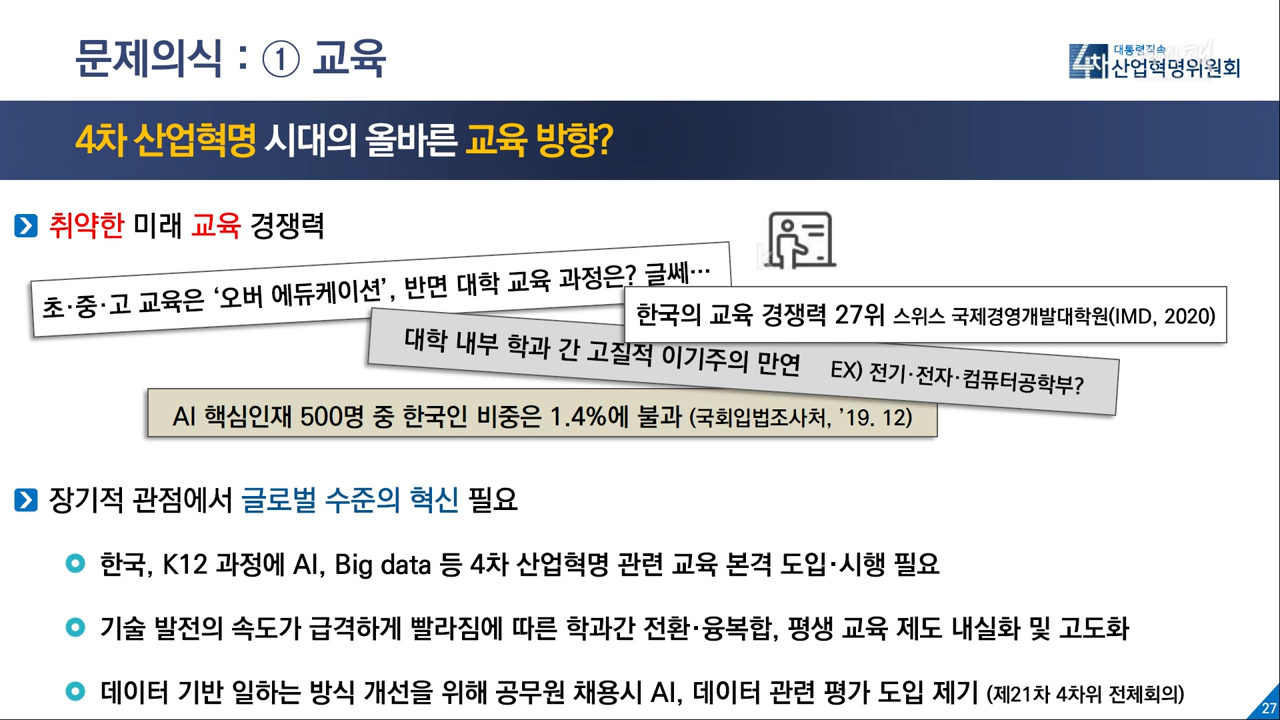 문제의식 : ① 교육
대통령직속
4차 산업혁명위원회
4차 산업혁명 시대의 올바른 교육 방향?
취약한 미래 교육 경쟁력
초·중·고 교육은 ‘오버 에듀케이션’, 반면 대학 교육 과정은? 글쎄…
한국의 교육 경쟁력 27위 스위스 국제경영개발대학원(IMD, 2020)
대학 내부 학과 간 고질적 이기주의 만연 EX) 전기·전자·컴퓨터공학부?
AI 핵심인재 500명 중 한국인 비중은 1.4%에 불과 (국회입법조사처, ’19. 12)
장기적 관점에서 글로벌 수준의 혁신 필요
한국, K12 과정에 AI, Big data 등 4차 산업혁명 관련 교육 본격 도입·시행 필요
기술 발전의 속도가 급격하게 빨라짐에 따른 학과간 전환·융복합, 평생 교육 제도 내실화 및 고도화
데이터 기반 일하는 방식 개선을 위해 공무원 채용시 AI, 데이터 관련 평가 도입 제기 (제21차 4차위 전체회의)
27